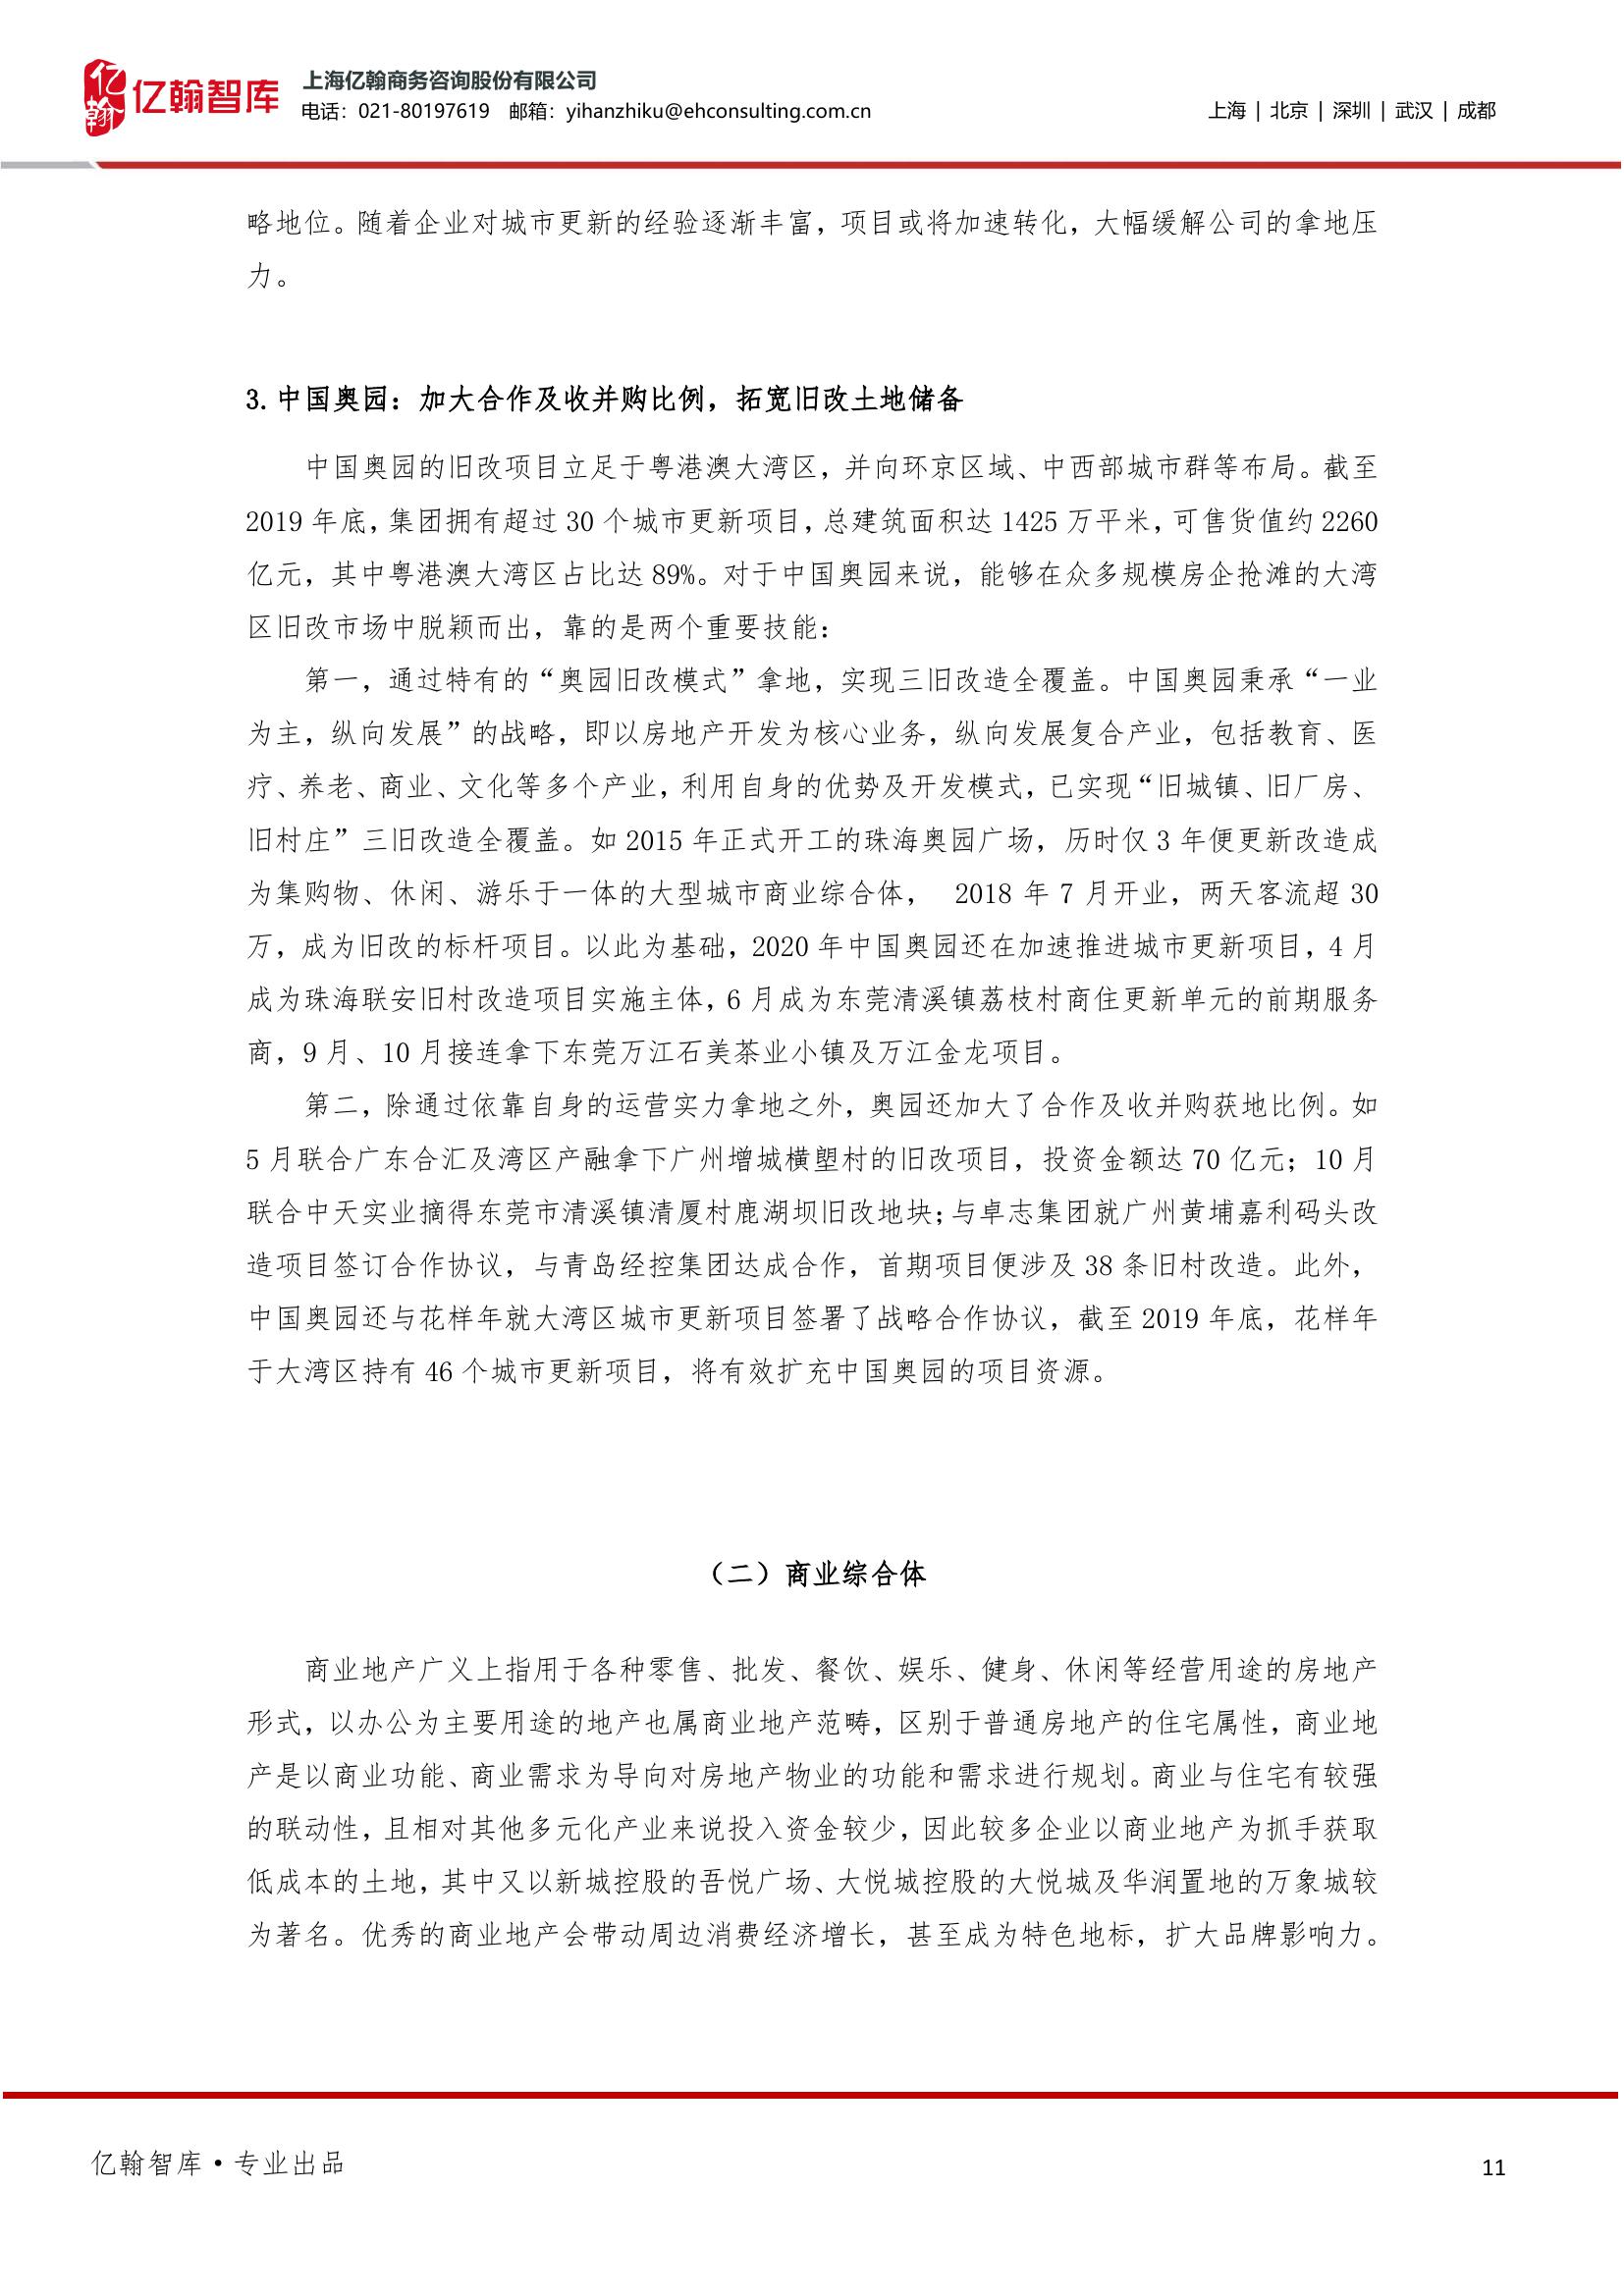 亿翰
亿翰智库
上海亿翰商务咨询股份有限公司
电话：021-80197619 邮箱：yihanzhiku@ehconsulting.com.cn
上海 | 北京 | 深圳 | 武汉 | 成都
略地位。随着企业对城市更新的经验逐渐丰富，项目或将加速转化，大幅缓解公司的拿地压
力。
3.中国奥园：加大合作及收并购比例，拓宽旧改土地储备
中国奥园的旧改项目立足于粤港澳大湾区，并向环京区域、中西部城市群等布局。截至
2019 年底，集团拥有超过 30 个城市更新项目，总建筑面积达 1425 万平米，可售货值约 2260
亿元，其中粤港澳大湾区占比达 89%。对于中国奥园来说，能够在众多规模房企抢滩的大湾
区旧改市场中脱颖而出，靠的是两个重要技能：
第一，通过特有的“奥园旧改模式”拿地，实现三旧改造全覆盖。中国奥园秉承“一业
为主，纵向发展”的战略，即以房地产开发为核心业务，纵向发展复合产业，包括教育、医
疗、养老、商业、文化等多个产业，利用自身的优势及开发模式，已实现“旧城镇、旧厂房、
旧村庄”三旧改造全覆盖。如 2015 年正式开工的珠海奥园广场，历时仅 3 年便更新改造成
为集购物、休闲、游乐于一体的大型城市商业综合体， 2018 年 7 月开业，两天客流超 30
万，成为旧改的标杆项目。以此为基础，2020 年中国奥园还在加速推进城市更新项目，4 月
成为珠海联安旧村改造项目实施主体，6 月成为东莞清溪镇荔枝村商住更新单元的前期服务
商，9 月、10 月接连拿下东莞万江石美茶业小镇及万江金龙项目。
第二，除通过依靠自身的运营实力拿地之外，奥园还加大了合作及收并购获地比例。如
5 月联合广东合汇及湾区产融拿下广州增城横塱村的旧改项目，投资金额达 70 亿元；10 月
联合中天实业摘得东莞市清溪镇清厦村鹿湖坝旧改地块；与卓志集团就广州黄埔嘉利码头改
造项目签订合作协议，与青岛经控集团达成合作，首期项目便涉及 38 条旧村改造。此外，
中国奥园还与花样年就大湾区城市更新项目签署了战略合作协议，截至 2019 年底，花样年
于大湾区持有 46 个城市更新项目，将有效扩充中国奥园的项目资源。
（二）商业综合体
商业地产广义上指用于各种零售、批发、餐饮、娱乐、健身、休闲等经营用途的房地产
形式，以办公为主要用途的地产也属商业地产范畴，区别于普通房地产的住宅属性，商业地
产是以商业功能、商业需求为导向对房地产物业的功能和需求进行规划。商业与住宅有较强
的联动性，且相对其他多元化产业来说投入资金较少，因此较多企业以商业地产为抓手获取
低成本的土地，其中又以新城控股的吾悦广场、大悦城控股的大悦城及华润置地的万象城较
为著名。优秀的商业地产会带动周边消费经济增长，甚至成为特色地标，扩大品牌影响力。
亿翰智库•专业出品
11